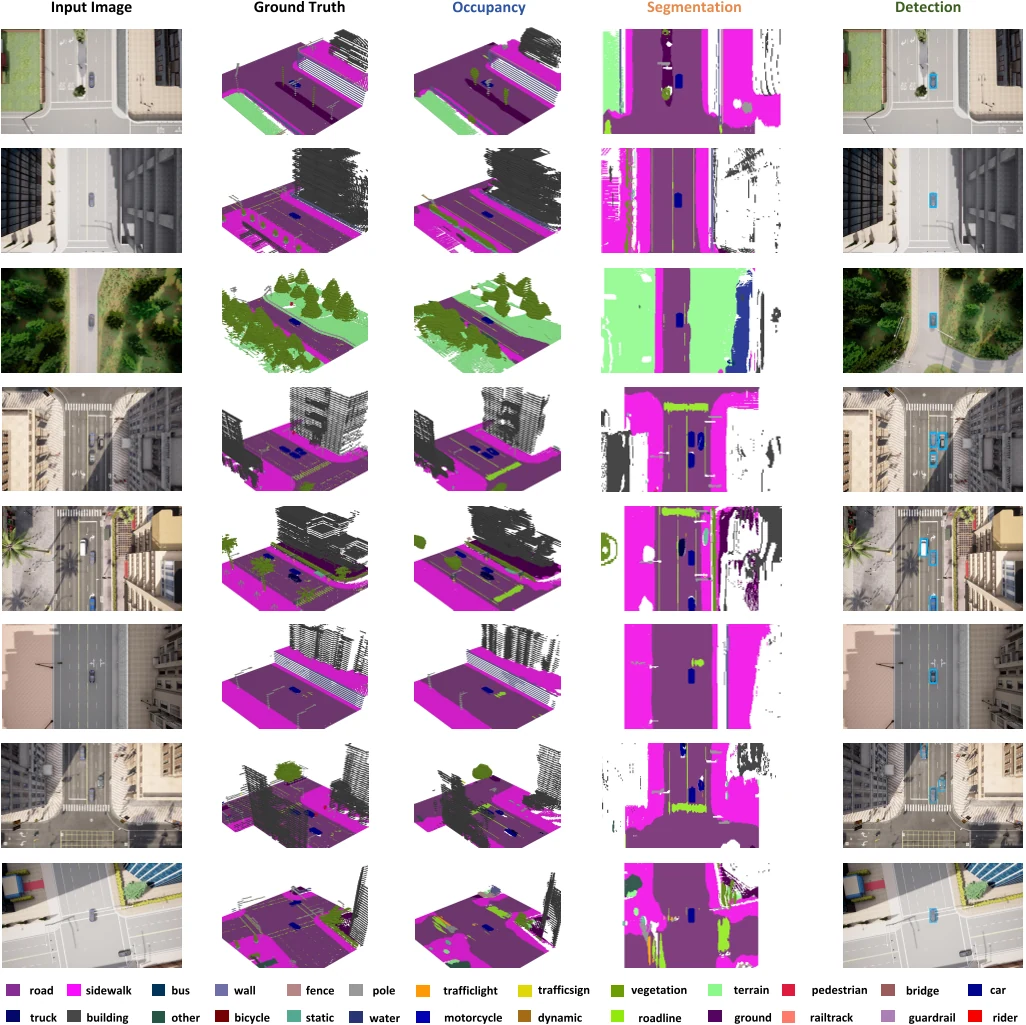 Input Image Ground Truth Occupancy Segmentation Detection
road sidewalk bus wall fence pole trafficlight trafficsign vegetation terrain pedestrian bridge car
truck building other bicycle static water motorcycle dynamic roadline ground railtrack guardrail rider